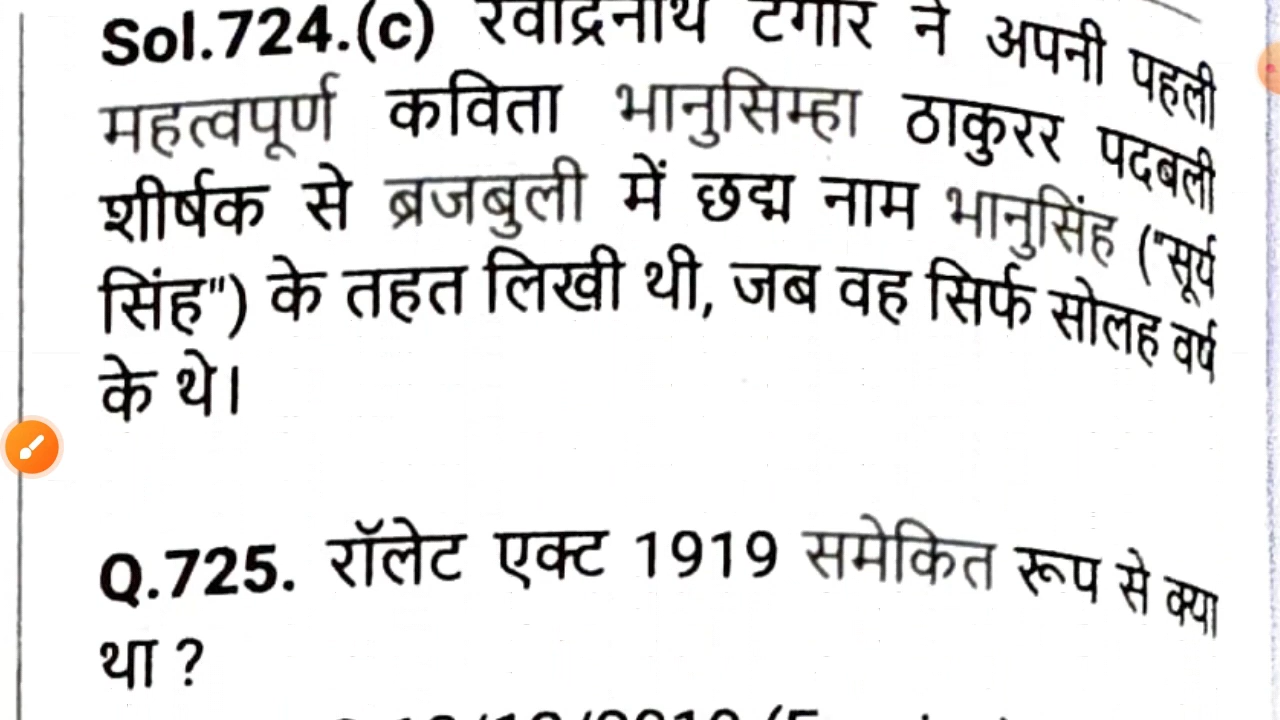 Sol.724.(c) रवींद्रनाथ टैगोर ने अपनी पहली
महत्वपूर्ण कविता भानुसिम्हा ठाकुरर पदबली
शीर्षक से ब्रजबुली में छद्म नाम भानुसिंह ("सूर्य
सिंह") के तहत लिखी थी, जब वह सिर्फ सोलह वर्ष
के थे।
Q.725. रॉलेट एक्ट 1919 समेकित रूप से क्या
था ?